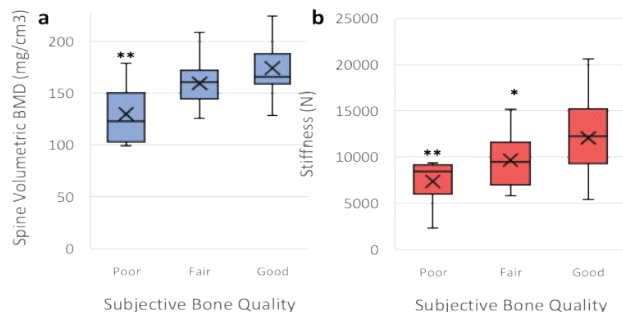 a
Spine Volumetric BMD (mg/cm3)
200
150
100
50
0
**
Poor Fair Good
Subjective Bone Quality
b
Stiffness (N)
25000
20000
15000
10000
5000
0
**
*
Poor Fair Good
Subjective Bone Quality